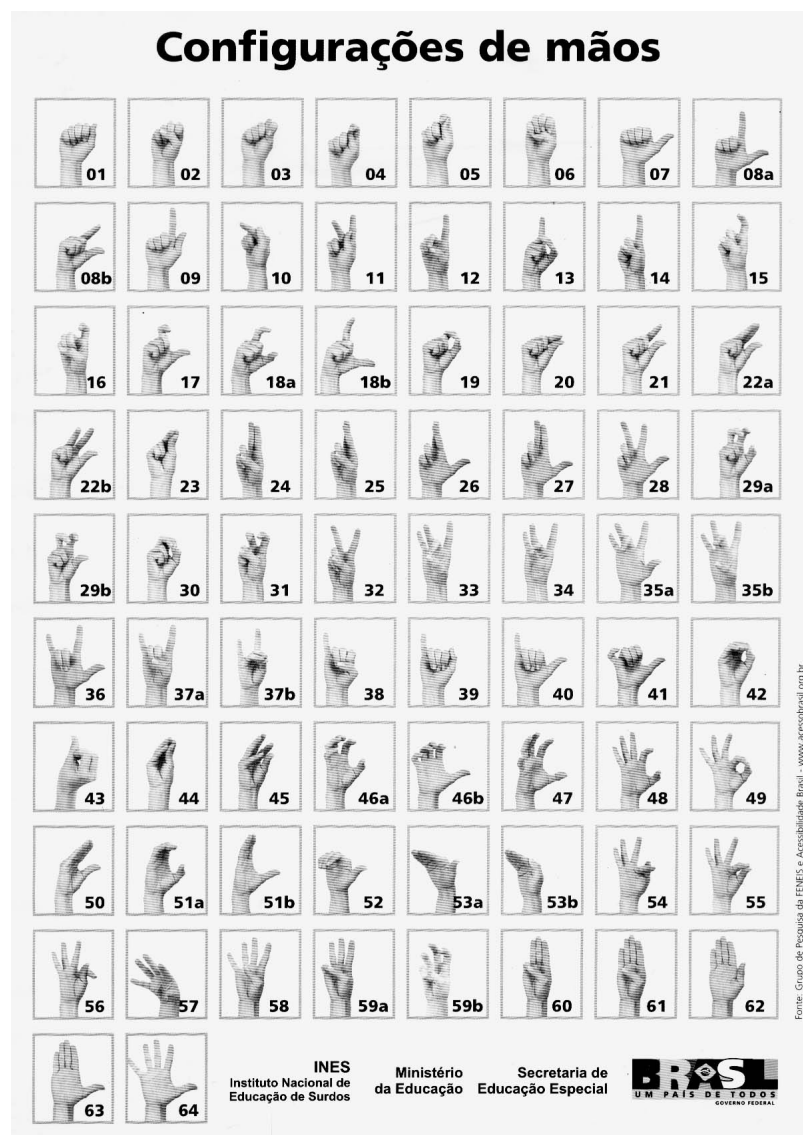 Configurações de mãos
01 02 03 04 05 06 07 08a
08b 09 10 11 12 13 14 15
16 17 18a 18b 19 20 21 22a
22b 23 24 25 26 27 28 29a
29b 30 31 32 33 34 35a 35b
36 37a 37b 38 39 40 41 42
43 44 45 46a 46b 47 48 49
50 51a 51b 52 53a 53b 54 55
56 57 58 59a 59b 60 61 62
63 64
INES
Instituto Nacional de
Educação de Surdos
Ministério
da Educação
Secretaria de
Educação Especial
BRASIL
UM PAÍS DE TODOS
GOVERNO FEDERAL
Fonte: Grupo de Pesquisa da FENEIS e Acessibilidade Brasil - www.acessobrasil.org.br